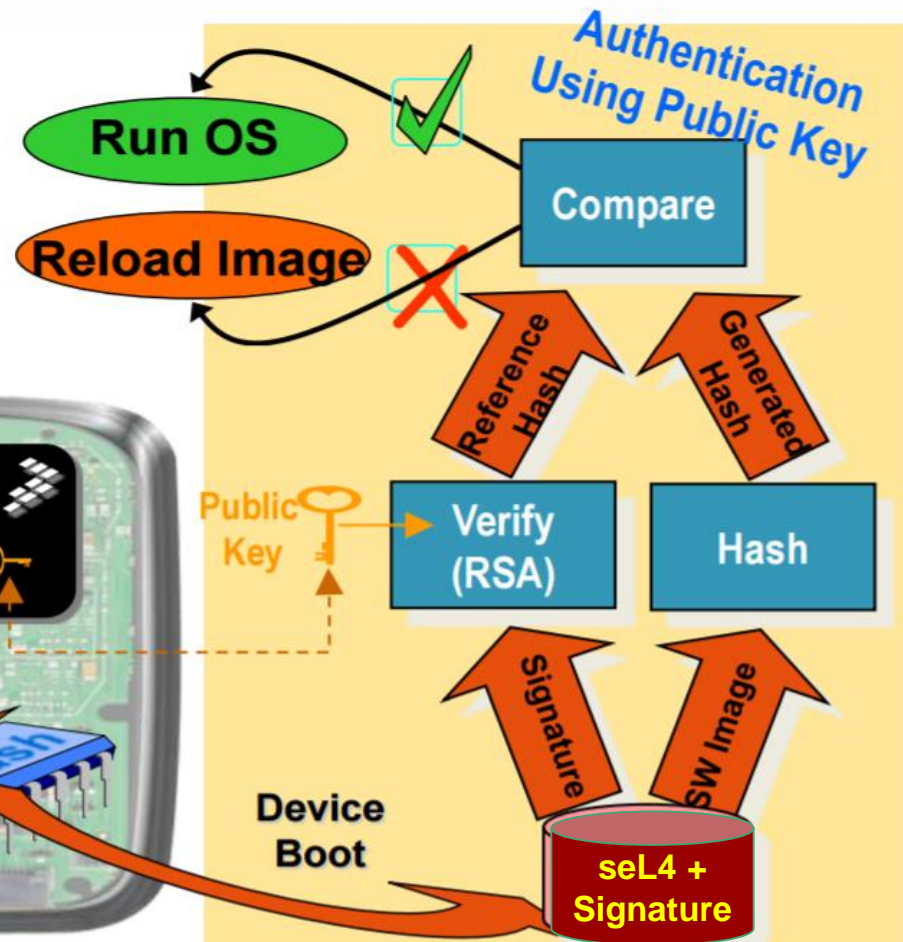 Authentication
Using Public Key
Run OS
Compare
Reload Image
Reference
Hash
Generated
Hash
Public
Key
Verify
(RSA)
Hash
Signature
SW Image
Device
Boot
seL4 +
Signature